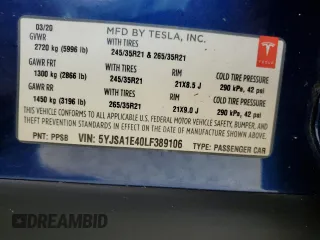 03/20
MFD BY TESLA, INC.
GVWR
2720 kg (5996 lb)
WITH TIRES
245/35R21 & 265/35R21
TESLA
GAWR FRT
WITH TIRES
RIM
COLD TIRE PRESSURE
1300 kg (2866 lb)
245/35R21
21X8.5 J
290 kPa, 42 psi
GAWR RR
WITH TIRES
RIM
COLD TIRE PRESSURE
1450 kg (3196 lb)
265/35R21
21X9.0 J
290 kPa, 42 psi
THIS VEHICLE CONFORMS TO ALL APPLICABLE U.S. FEDERAL MOTOR VEHICLE SAFETY, BUMPER, AND
THEFT PREVENTION STANDARDS IN EFFECT ON THE DATE OF MANUFACTURE SHOWN ABOVE.
PNT: PPSB
VIN: 5YJSA1E40LF389106
TYPE: PASSENGER CAR
DREAMBID